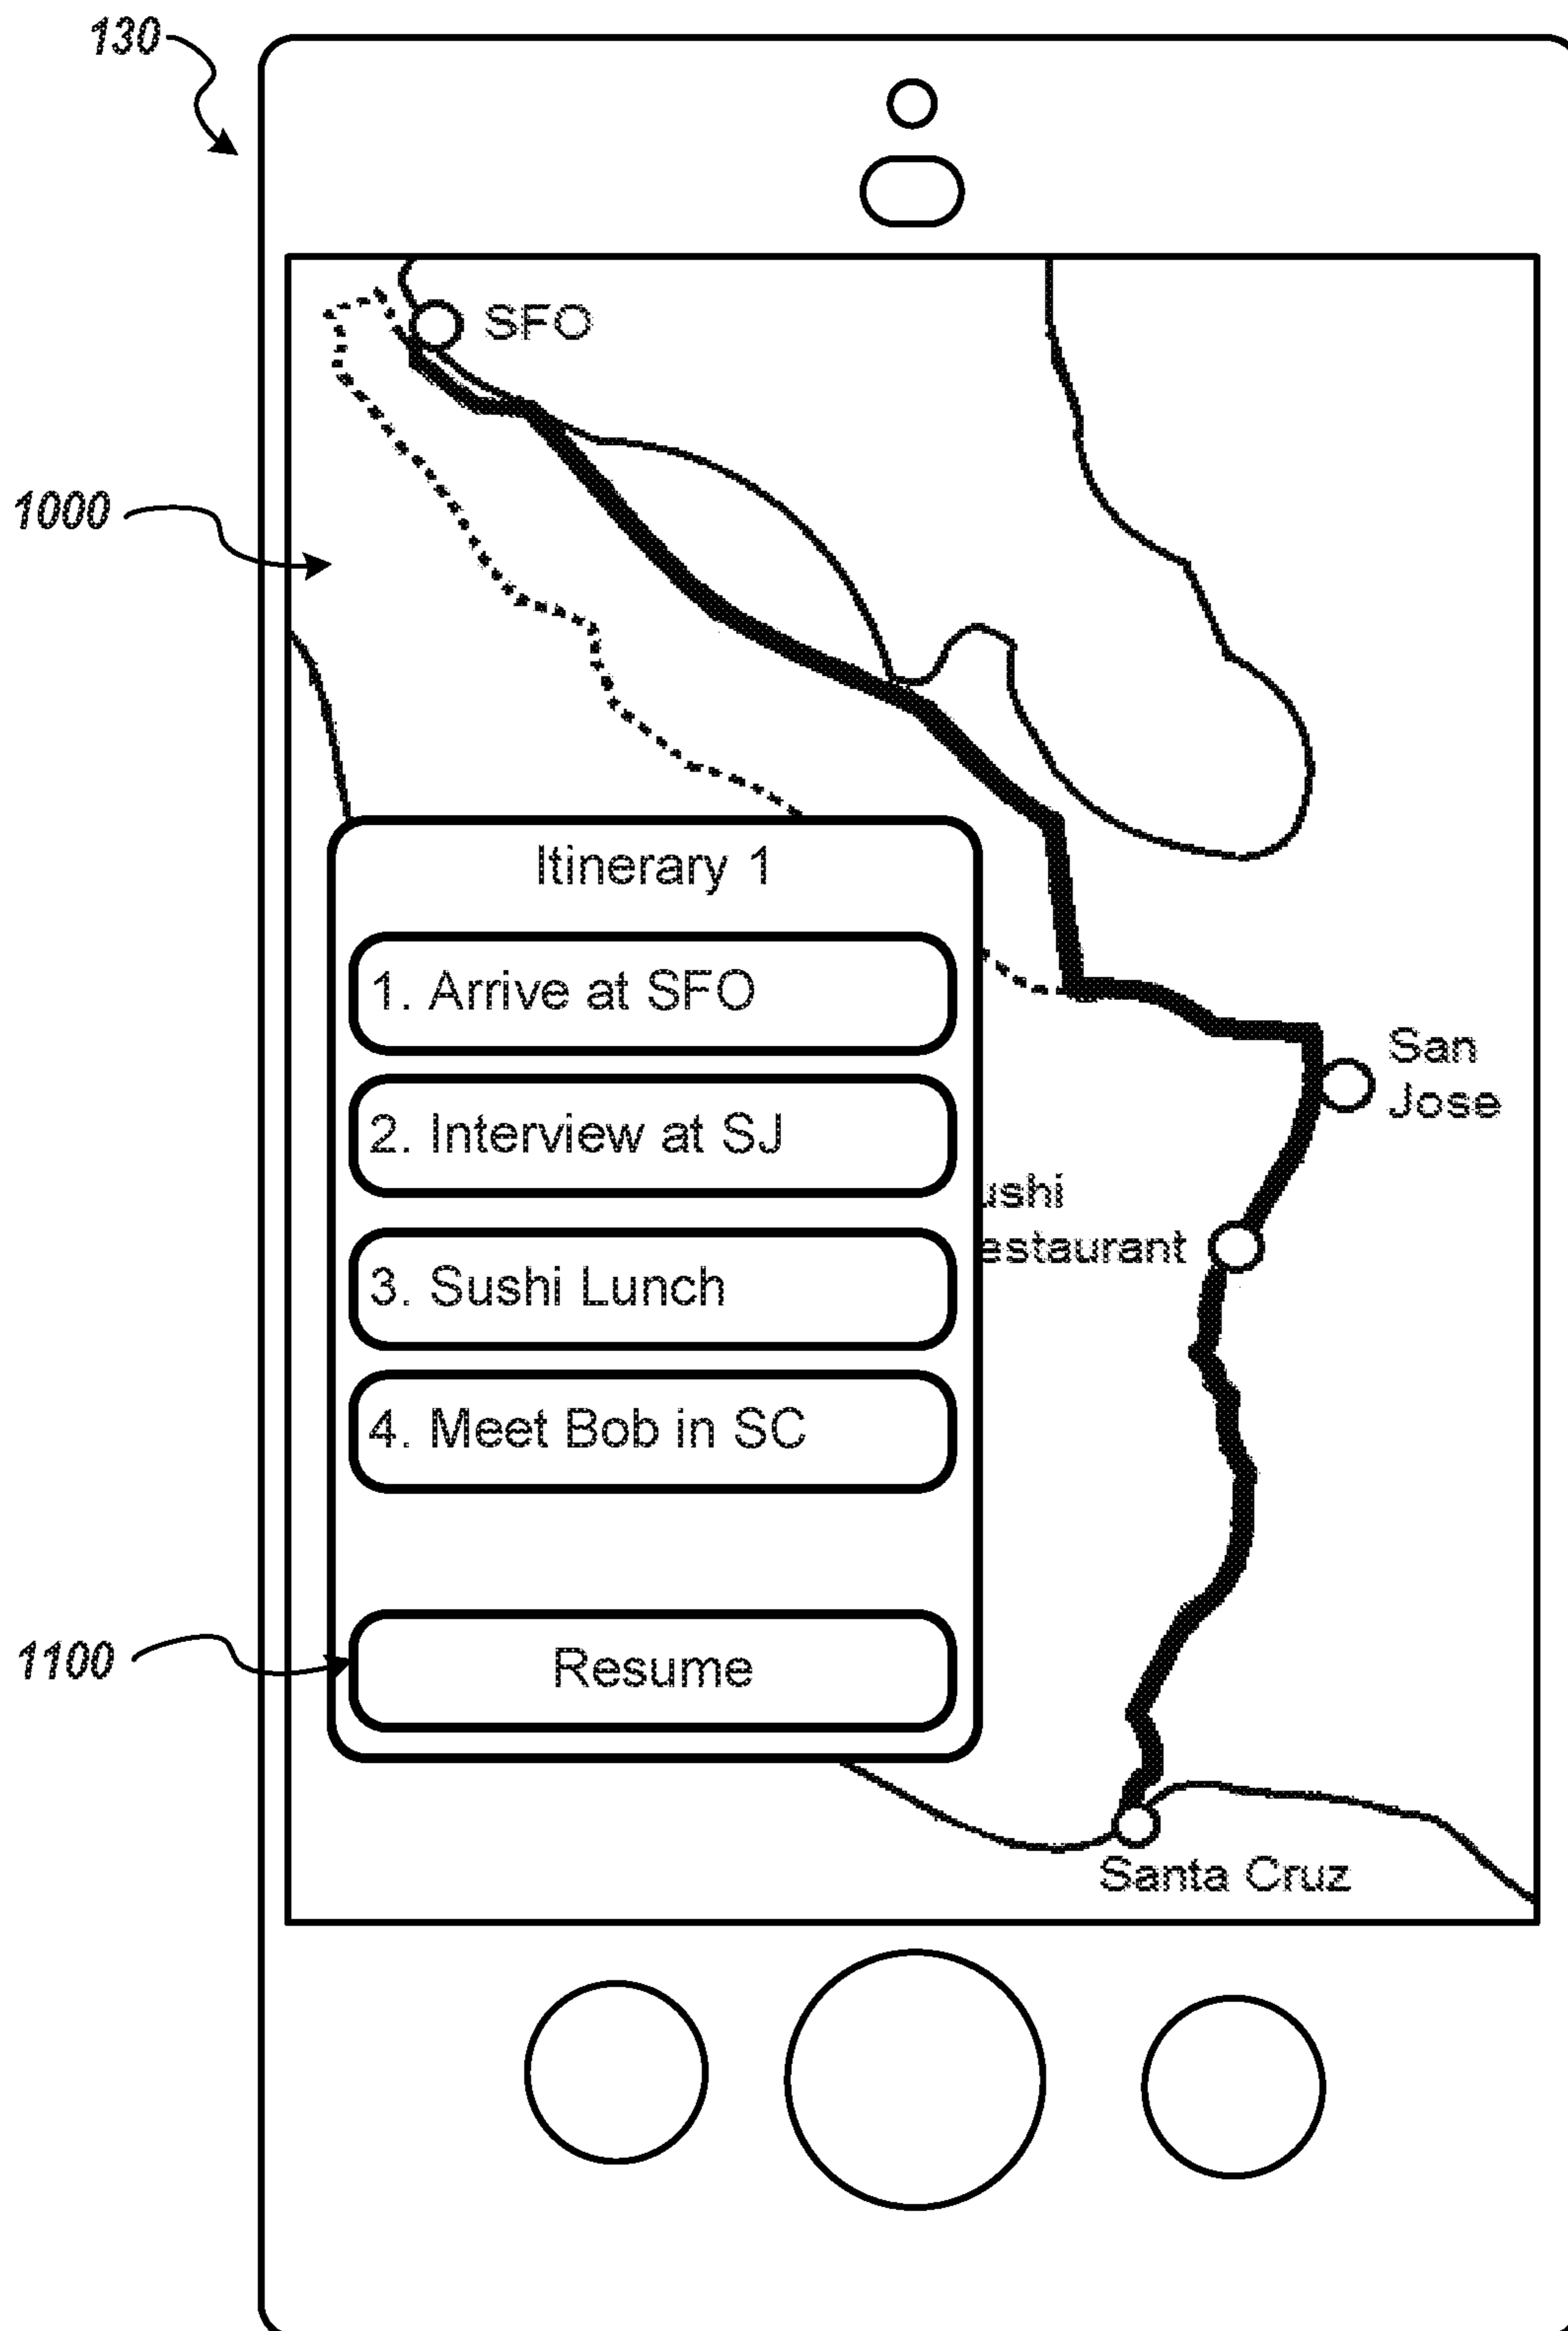 130
SFO
1000
Itinerary 1
1. Arrive at SFO
San
Jose
2. Interview at SJ
ushi
estaurant
3. Sushi Lunch
4. Meet Bob in SC
1100
Resume
Santa Cruz